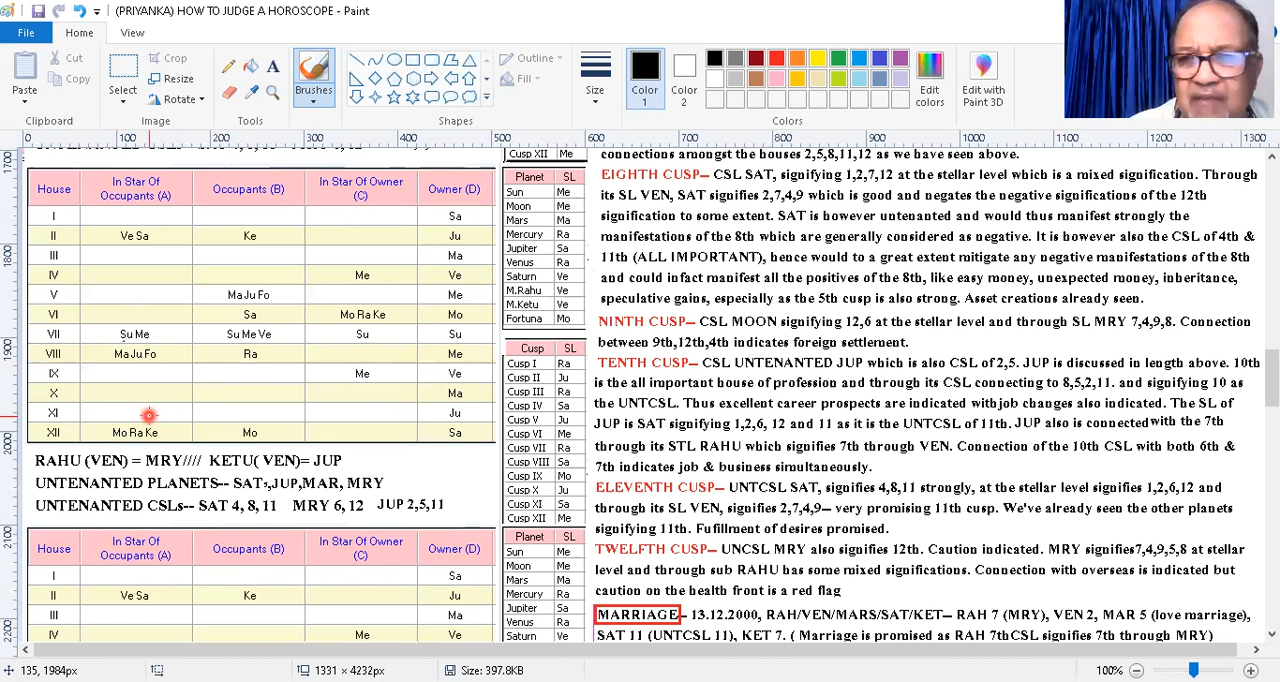 (PRIYANKA) HOW TO JUDGE A HOROSCOPE - Paint
File Home View
Paste
Cut
Copy
Clipboard
Select
Crop
Resize
Rotate
Image
Tools
Brushes
Shapes
Outline
Fill
Size
Color 1
Color 2
Colors
Edit colors
Edit with Paint 3D
0 100 200 300 400 500 600 700 800 900 1000 1100 1200 1300
1700
1800
1900
2000
2100
2200
House In Star Of Occupants (A) Occupants (B) In Star Of Owner (C) Owner (D)
I Sa
II Ve Sa Ke Ju
III Ma
IV Me Ve
V Ma Ju Fo Me
VI Sa Mo Ra Ke Mo
VII Su Me Su Me Ve Su Su
VIII Ma Ju Fo Ra Me
IX Me Ve
X Ma
XI Ju
XII Mo Ra Ke Mo Sa
RAHU (VEN) = MRY//// KETU( VEN)= JUP
UNTENANTED PLANETS-- SAT,,JUP,MAR, MRY
UNTENANTED CSLs-- SAT 4, 8, 11 MRY 6, 12 JUP 2,5,11
House In Star Of Occupants (A) Occupants (B) In Star Of Owner (C) Owner (D)
I Sa
II Ve Sa Ke Ju
III Ma
IV Me Ve
Cusp XII Me
Planet SL
Sun Me
Moon Me
Mars Ma
Mercury Ra
Jupiter Sa
Venus Ra
Saturn Ve
M.Rahu Ve
M.Ketu Ve
Fortuna Mo
Cusp SL
Cusp I Ra
Cusp II Ju
Cusp III Ra
Cusp IV Sa
Cusp V Ju
Cusp VI Me
Cusp VII Ra
Cusp VIII Sa
Cusp IX Mo
Cusp X Ju
Cusp XI Sa
Cusp XII Me
Planet SL
Sun Me
Moon Me
Mars Ma
Mercury Ra
Jupiter Sa
Venus Ra
Saturn Ve
connections amongst the houses 2,5,8,11,12 as we have seen above.
EIGHTH CUSP-- CSL SAT, signifying 1,2,7,12 at the stellar level which is a mixed signification. Through
its SL VEN, SAT signifies 2,7,4,9 which is good and negates the negative significations of the 12th
signification to some extent. SAT is however untenanted and would thus manifest strongly the
manifestations of the 8th which are generally considered as negative. It is however also the CSL of 4th &
11th (ALL IMPORTANT), hence would to a great extent mitigate any negative manifestations of the 8th
and could infact manifest all the positives of the 8th, like easy money, unexpected money, inheritance,
speculative gains, especially as the 5th cusp is also strong. Asset creations already seen.
NINTH CUSP-- CSL MOON signifying 12,6 at the stellar level and through SL MRY 7,4,9,8. Connection
between 9th,12th,4th indicates foreign settlement.
TENTH CUSP-- CSL UNTENANTED JUP which is also CSL of 2,5. JUP is discussed in length above. 10th
is the all important house of profession and through its CSL connecting to 8,5,2,11. and signifying 10 as
the UNTCSL. Thus excellent career prospects are indicated with job changes also indicated. The SL of
JUP is SAT signifying 1,2,6, 12 and 11 as it is the UNTCSL of 11th. JUP also is connected with the 7th
through its STL RAHU which signifies 7th through VEN. Connection of the 10th CSL with both 6th &
7th indicates job & business simultaneously.
ELEVENTH CUSP-- UNTCSL SAT, signifies 4,8,11 strongly, at the stellar level signifies 1,2,6,12 and
through its SL VEN, signifies 2,7,4,9-- very promising 11th cusp. We've already seen the other planets
signifying 11th. Fufillment of desires promised.
TWELFTH CUSP-- UNCSL MRY also signifies 12th. Caution indicated. MRY signifies7,4,9,5,8 at stellar
level and through sub RAHU has some mixed significations. Connection with overseas is indicated but
caution on the health front is a red flag
MARRIAGE- 13.12.2000, RAH/VEN/MARS/SAT/KET-- RAH 7 (MRY), VEN 2, MAR 5 (love marriage),
SAT 11 (UNTCSL 11), KET 7. ( Marriage is promised as RAH 7thCSL signifies 7th through MRY)
135, 1984px
1331 × 4232px
Size: 397.8KB
100%